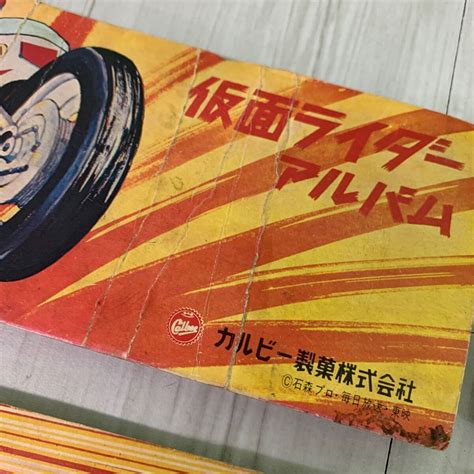 仮面ライダー
アルバム
Calbee
カルビー製菓株式会社
©石森プロ・毎日放送・東映